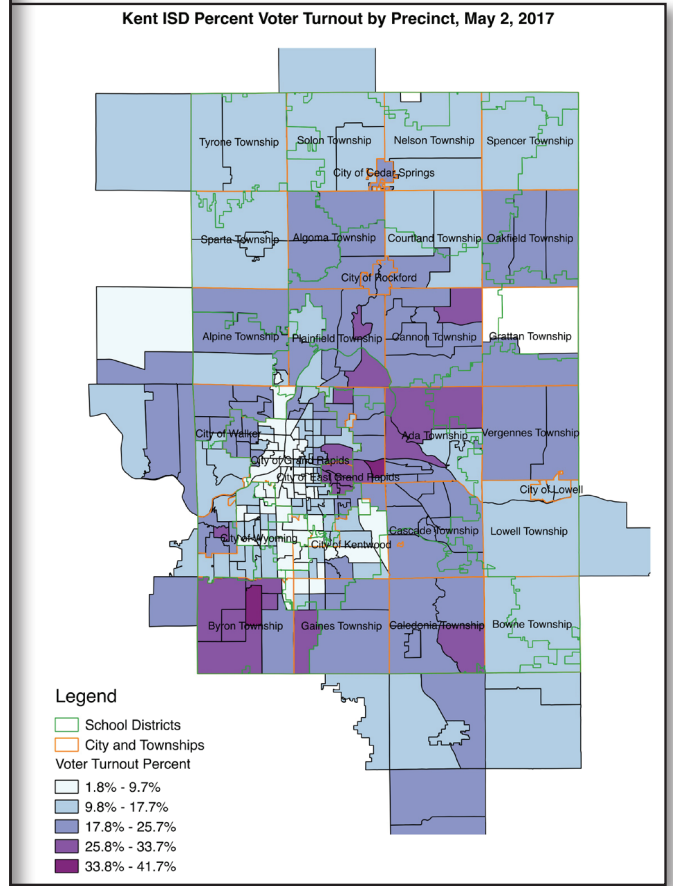 Kent ISD Percent Voter Turnout by Precinct, May 2, 2017
Tyrone Township
Solon Township
Nelson Township
Spencer Township
City of Cedar Springs
Sparta Township
Algoma Township
Courtland Township
Oakfield Township
City of Rockford
Alpine Township
Plainfield Township
Cannon Township
Grattan Township
City of Walker
Ada Township
Vergennes Township
City of Grand Rapids
City of East Grand Rapids
City of Lowell
City of Wyoming
City of Kentwood
Cascade Township
Lowell Township
Byron Township
Gaines Township
Caledonia Township
Bowne Township
Legend
School Districts
City and Townships
Voter Turnout Percent
1.8% - 9.7%
9.8% - 17.7%
17.8% - 25.7%
25.8% - 33.7%
33.8% - 41.7%